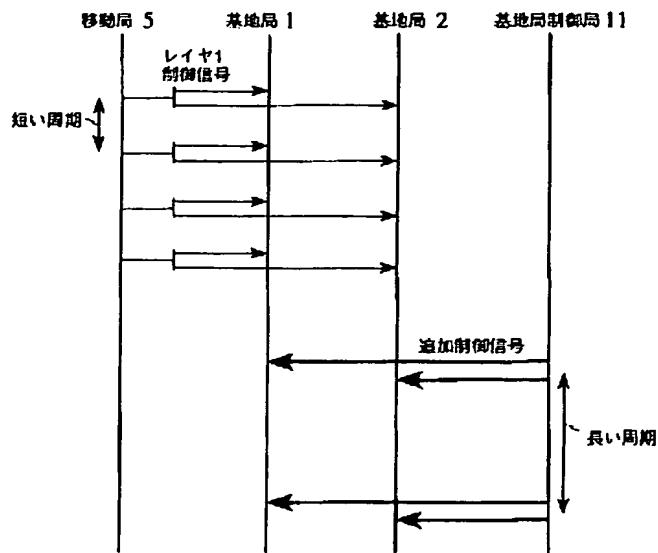 移動局 5
基地局 1
基地局 2
基地局制御局 11
レイヤ1
制御信号
短い周期
追加制御信号
長い周期